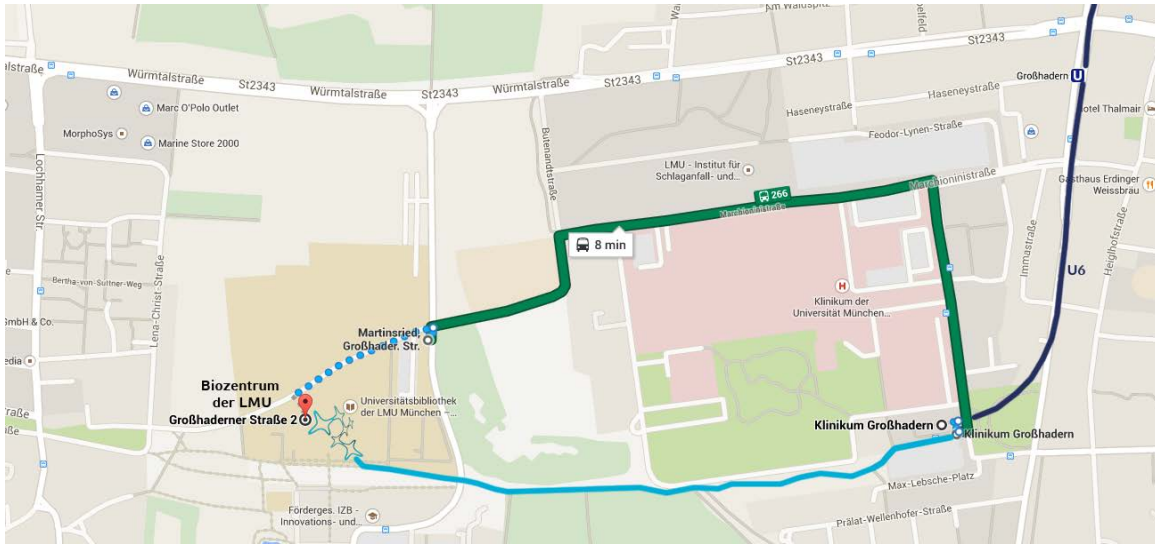 Am Waldspitz
St2343
St2343
Großhadern
U
Würmtalstraße
St2343
Würmtalstraße
St2343
Würmtalstraße
Haseneystraße
Haseneystraße
Hotel Thalmair
Marc O'Polo Outlet
MorphoSys
Marine Store 2000
Butenandtstraße
Feodor-Lynen-Straße
LMU - Institut für
Schlaganfall- und...
Gasthaus Erdinger
Weissbräu
Marchioninistraße
266
Marchioninistraße
Lochhamer Str.
8 min
Immastraße
Heiglhofstraße
U6
Bertha-von-Suttner-Weg
Lena-Christ-Straße
H
Klinikum der
Universität München...
GmbH & Co.
Martinsried,
Großhader. Str.
Biozentrum
der LMU
Großhaderner Straße 2
Universitätsbibliothek
der LMU München –...
Klinikum Großhadern
Klinikum Großhadern
Max-Lebsche-Platz
Prälat-Wellenhofer-Straße
Förderges. IZB -
Innovations- und...